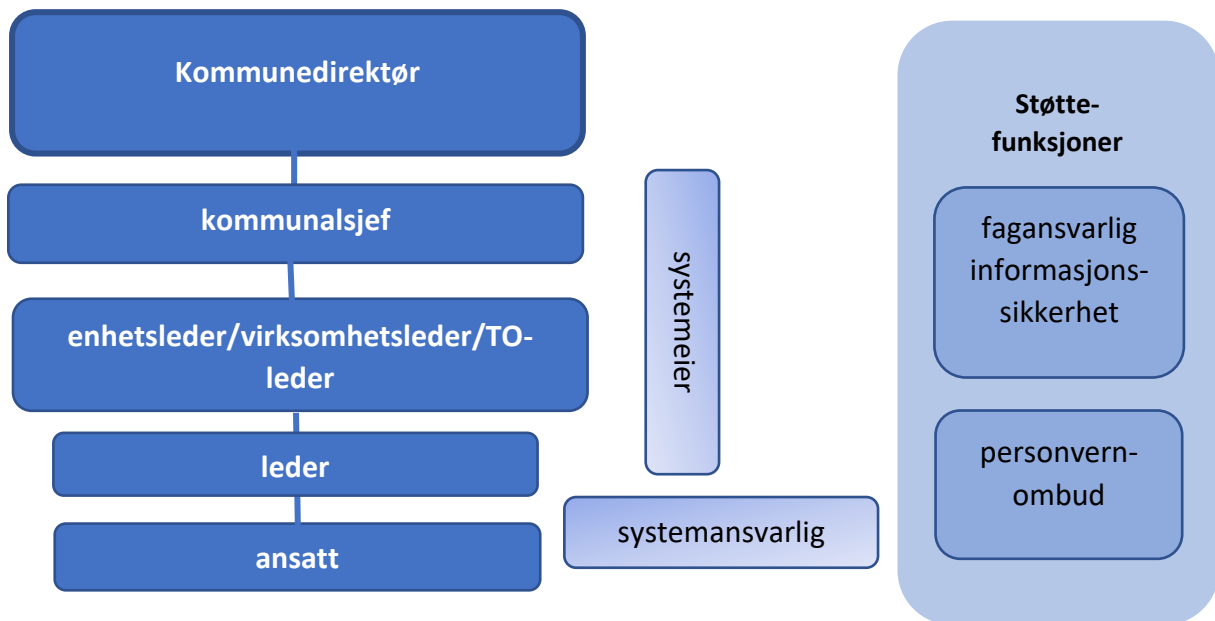 Kommunedirektør
kommunalsjef
enhetsleder/virksomhetsleder/TO-
leder
leder
ansatt
systemeier
systemansvarlig
Støtte-
funksjoner
fagansvarlig
informasjons-
sikkerhet
personvern-
ombud